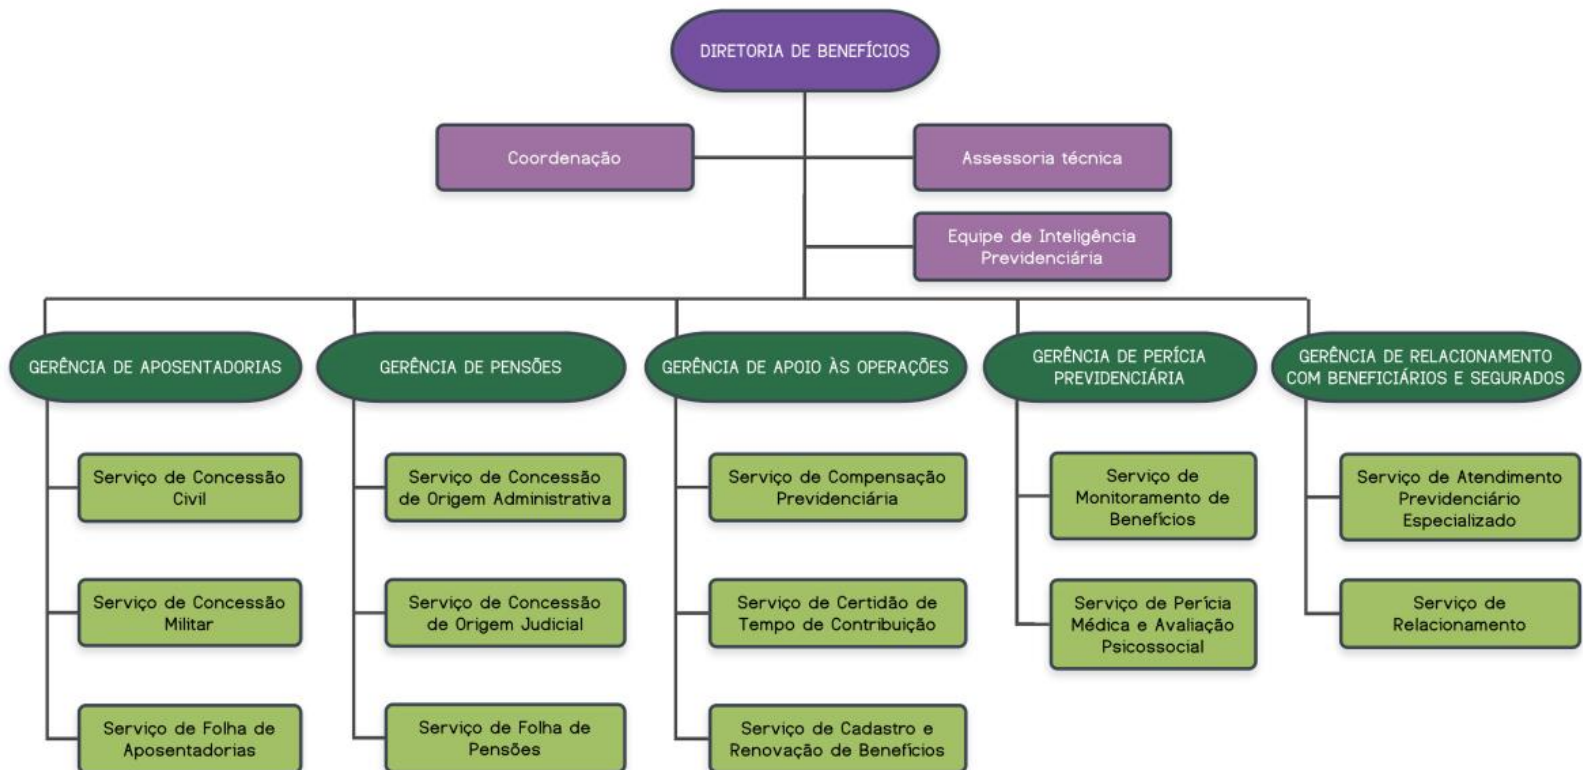 DIRETORIA DE BENEFÍCIOS
Coordenação
Assessoria técnica
Equipe de Inteligência
Previdenciária
GERÊNCIA DE APOSENTADORIAS
Serviço de Concessão
Civil
Serviço de Concessão
Militar
Serviço de Folha de
Aposentadorias
GERÊNCIA DE PENSÕES
Serviço de Concessão
de Origem Administrativa
Serviço de Concessão
de Origem Judicial
Serviço de Folha de
Pensões
GERÊNCIA DE APOIO ÀS OPERAÇÕES
Serviço de Compensação
Previdenciária
Serviço de Certidão de
Tempo de Contribuição
Serviço de Cadastro e
Renovação de Benefícios
GERÊNCIA DE PERÍCIA
PREVIDENCIÁRIA
Serviço de
Monitoramento de
Benefícios
Serviço de Perícia
Médica e Avaliação
Psicossocial
GERÊNCIA DE RELACIONAMENTO
COM BENEFICIÁRIOS E SEGURADOS
Serviço de Atendimento
Previdenciário
Especializado
Serviço de
Relacionamento